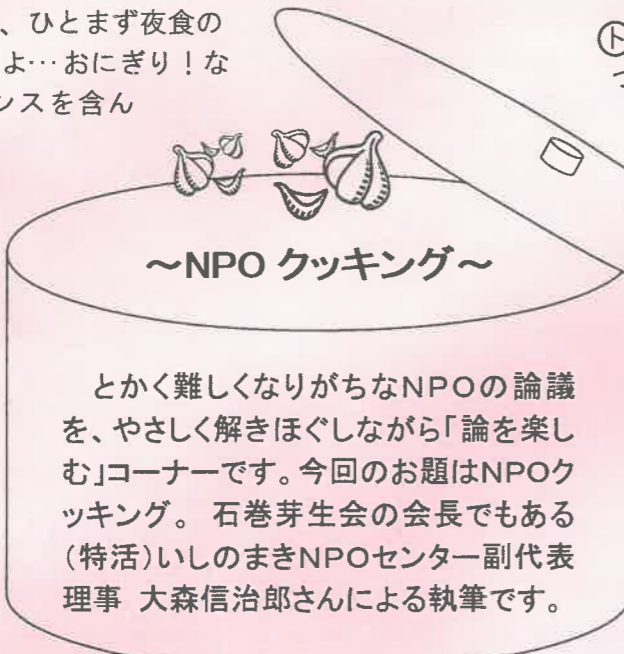 、ひとまず夜食の
よ…おにぎり！な
ンスを含ん
ト
つ
～NPO クッキング～
とかく難しくなりがちなNPOの論議
を、やさしく解きほぐしながら「論を楽し
む」コーナーです。今回のお題はNPOク
ッキング。 石巻芽生会の会長でもある
（特活）いしのまきNPOセンター副代表
理事 大森信治郎さんによる執筆です。